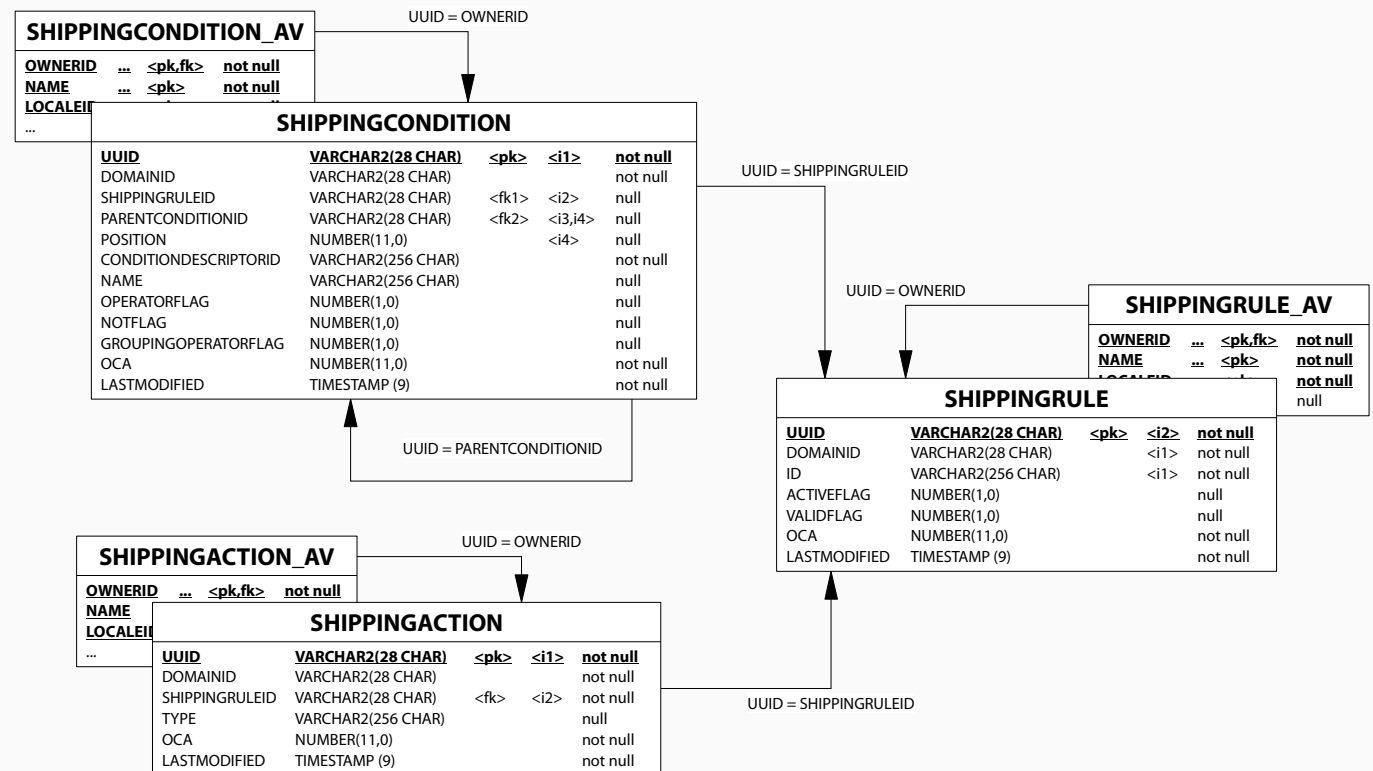 UUID = OWNERID
SHIPPINGCONDITION_AV
OWNERID ... <pk,fk> not null
NAME ... <pk> not null
LOCALEID
...
SHIPPINGCONDITION
UUID VARCHAR2(28 CHAR) <pk> <i1> not null
DOMAINID VARCHAR2(28 CHAR) not null
SHIPPINGRULEID VARCHAR2(28 CHAR) <fk1> <i2> null
PARENTCONDITIONID VARCHAR2(28 CHAR) <fk2> <i3,i4> null
POSITION NUMBER(11,0) <i4> null
CONDITIONDESCRIPTORID VARCHAR2(256 CHAR) not null
NAME VARCHAR2(256 CHAR) null
OPERATORFLAG NUMBER(1,0) null
NOTFLAG NUMBER(1,0) null
GROUPINGOPERATORFLAG NUMBER(1,0) null
OCA NUMBER(11,0) not null
LASTMODIFIED TIMESTAMP (9) not null
UUID = SHIPPINGRULEID
UUID = PARENTCONDITIONID
UUID = OWNERID
SHIPPINGRULE_AV
OWNERID ... <pk,fk> not null
NAME ... <pk> not null
not null
null
SHIPPINGRULE
UUID VARCHAR2(28 CHAR) <pk> <i2> not null
DOMAINID VARCHAR2(28 CHAR) <i1> not null
ID VARCHAR2(256 CHAR) <i1> not null
ACTIVEFLAG NUMBER(1,0) null
VALIDFLAG NUMBER(1,0) null
OCA NUMBER(11,0) not null
LASTMODIFIED TIMESTAMP (9) not null
UUID = OWNERID
SHIPPINGACTION_AV
OWNERID ... <pk,fk> not null
NAME
LOCALEID
...
SHIPPINGACTION
UUID VARCHAR2(28 CHAR) <pk> <i1> not null
DOMAINID VARCHAR2(28 CHAR) not null
SHIPPINGRULEID VARCHAR2(28 CHAR) <fk> <i2> not null
TYPE VARCHAR2(256 CHAR) null
OCA NUMBER(11,0) not null
LASTMODIFIED TIMESTAMP (9) not null
UUID = SHIPPINGRULEID